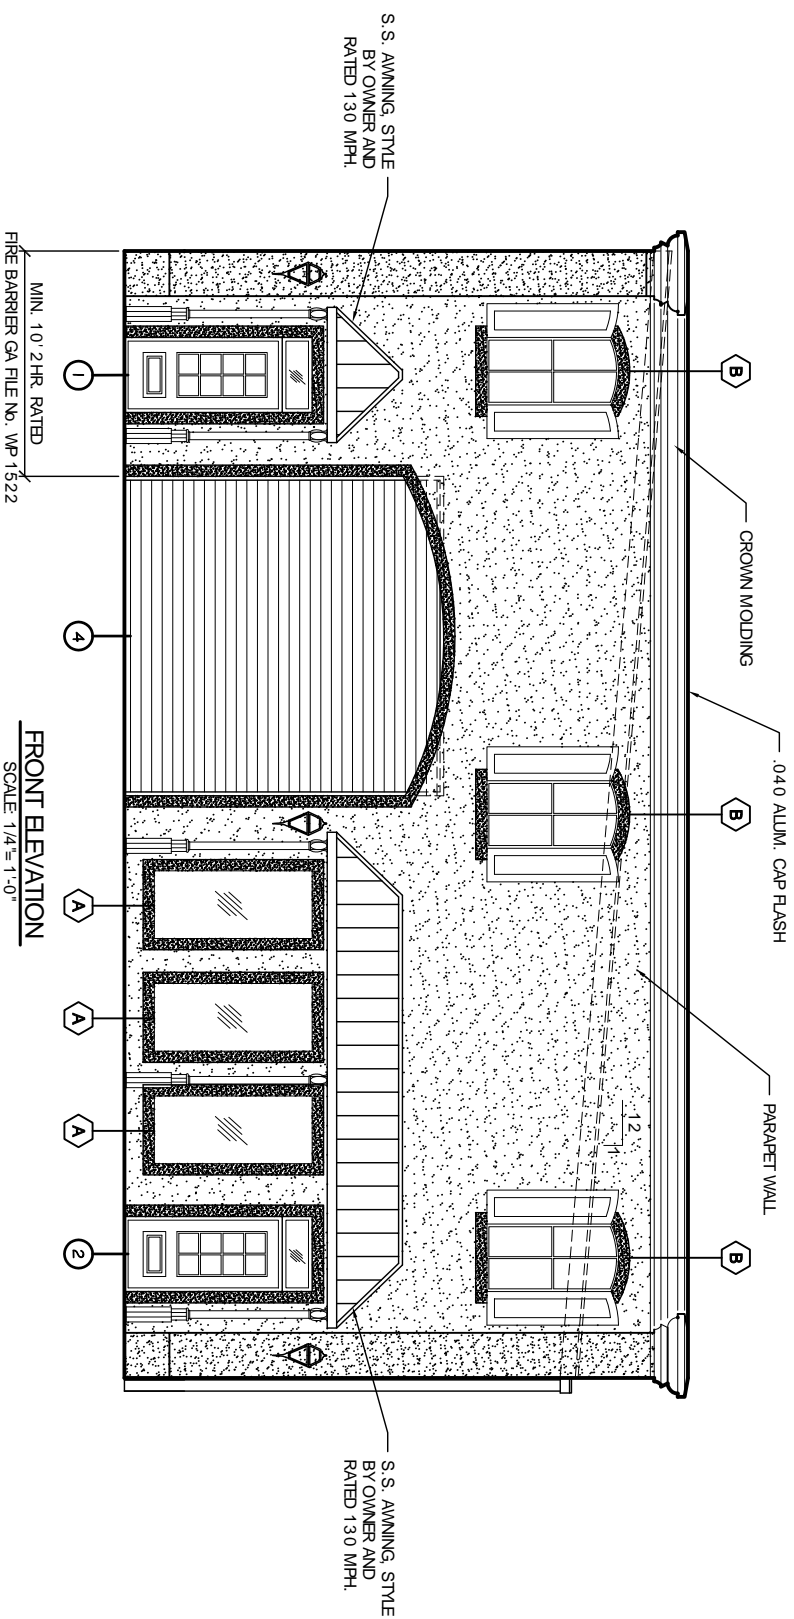 .040 ALUM. CAP FLASH
CROWN MOLDING
PARAPET WALL
B
B
B
12
1
S.S. AWNING, STYLE
BY OWNER AND
RATED 130 MPH.
S.S. AWNING, STYLE
BY OWNER AND
RATED 130 MPH.
1
4
A
A
A
2
MIN. 10' 2 HR. RATED
FIRE BARRIER GA FILE No. WP 1522
FRONT ELEVATION
SCALE: 1/4"= 1'-0"